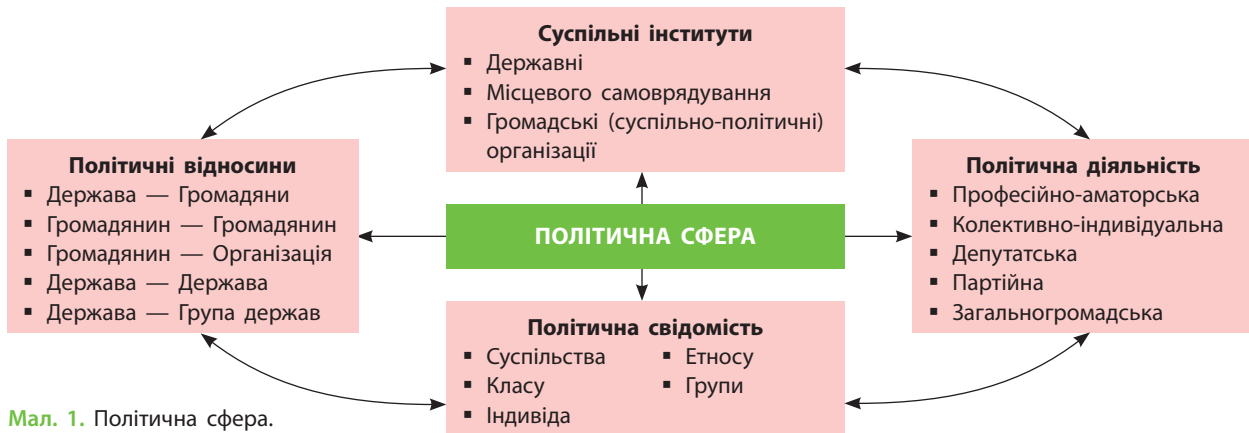 Суспільні інститути
▪ Державні
▪ Місцевого самоврядування
▪ Громадські (суспільно-політичні)
організації
Політичні відносини
▪ Держава — Громадяни
▪ Громадянин — Громадянин
▪ Громадянин — Організація
▪ Держава — Держава
▪ Держава — Група держав
ПОЛІТИЧНА СФЕРА
Політична діяльність
▪ Професійно-аматорська
▪ Колективно-індивідуальна
▪ Депутатська
▪ Партійна
▪ Загальногромадська
Політична свідомість
▪ Суспільства ▪ Етносу
▪ Класу ▪ Групи
▪ Індивіда
Мал. 1. Політична сфера.